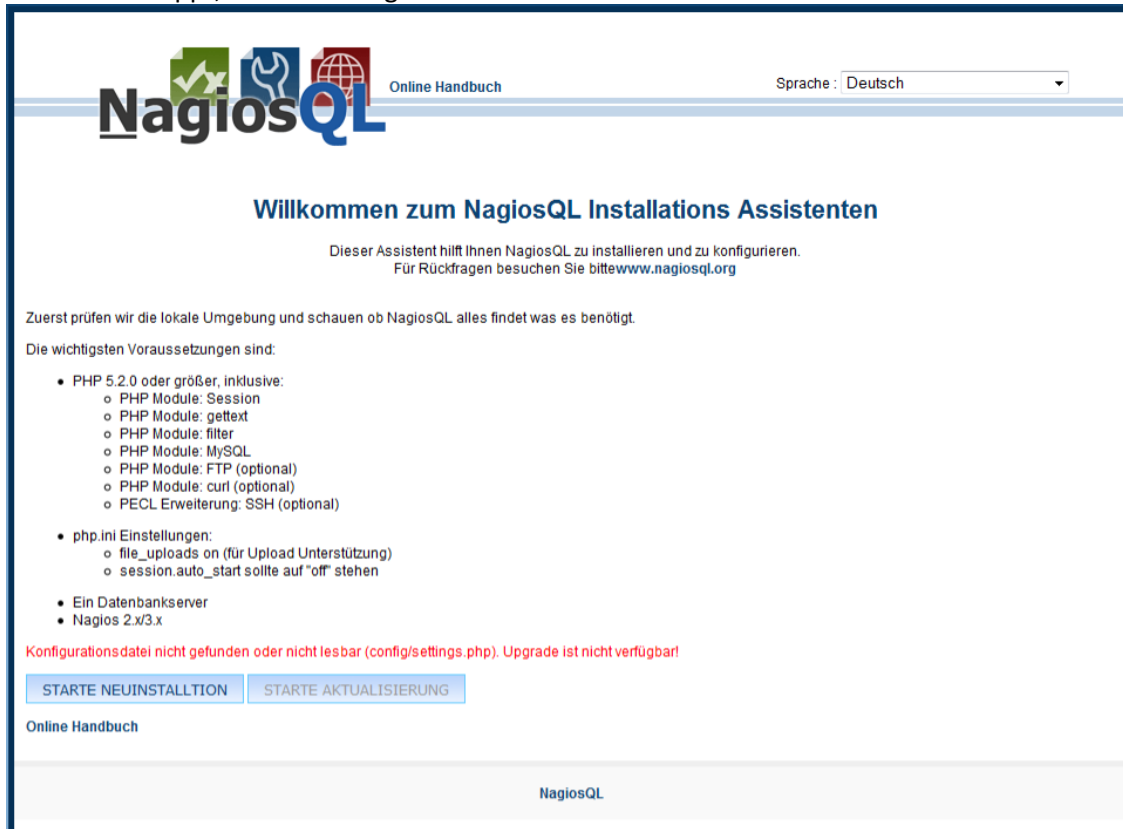 NagiosQL
Online Handbuch
Sprache : Deutsch
Willkommen zum NagiosQL Installations Assistenten
Dieser Assistent hilft Ihnen NagiosQL zu installieren und zu konfigurieren.
Für Rückfragen besuchen Sie bittewww.nagiosql.org
Zuerst prüfen wir die lokale Umgebung und schauen ob NagiosQL alles findet was es benötigt.
Die wichtigsten Voraussetzungen sind:
PHP 5.2.0 oder größer, inklusive:
PHP Module: Session
PHP Module: gettext
PHP Module: filter
PHP Module: MySQL
PHP Module: FTP (optional)
PHP Module: curl (optional)
PECL Erweiterung: SSH (optional)
php.ini Einstellungen:
file_uploads on (für Upload Unterstützung)
session.auto_start sollte auf "off" stehen
Ein Datenbankserver
Nagios 2.x/3.x
Konfigurationsdatei nicht gefunden oder nicht lesbar (config/settings.php). Upgrade ist nicht verfügbar!
STARTE NEUINSTALLTION STARTE AKTUALISIERUNG
Online Handbuch
NagiosQL